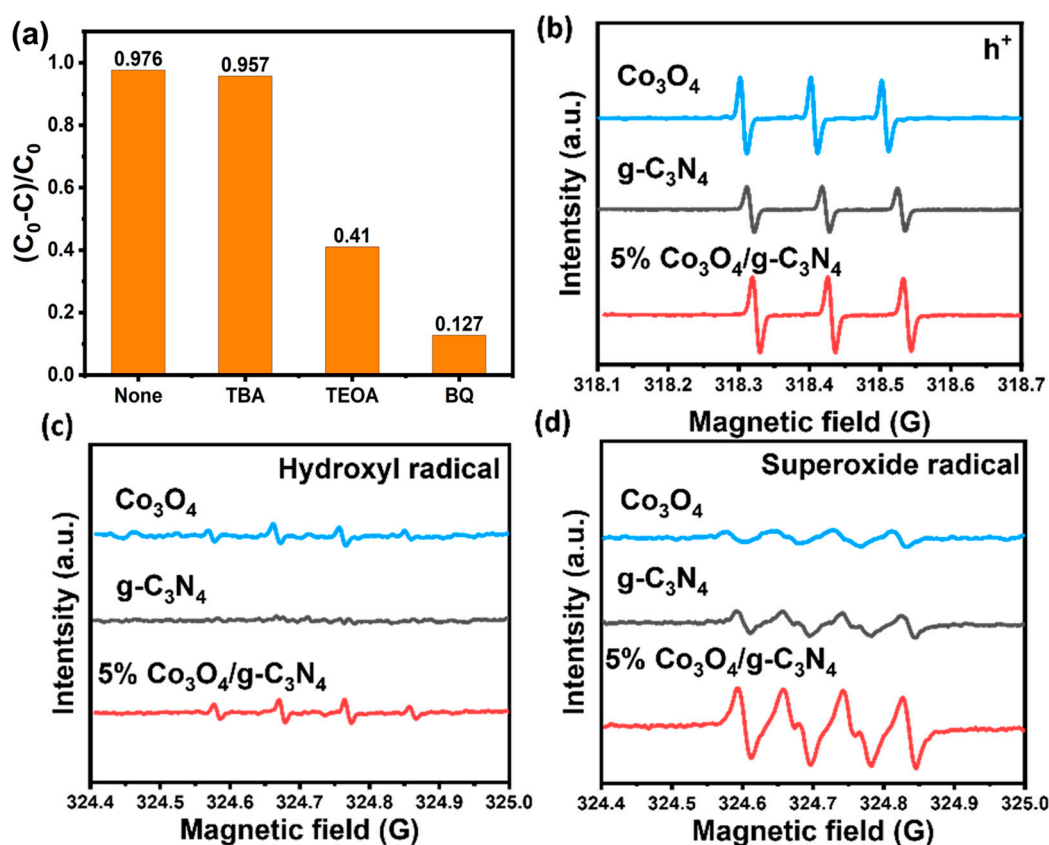 (a)
(C₀-C)/C₀
1.0
0.8
0.6
0.4
0.2
0.0
0.976
0.957
0.41
0.127
None TBA TEOA BQ
(b)
h⁺
Intentsity (a.u.)
Co₃O₄
g-C₃N₄
5% Co₃O₄/g-C₃N₄
318.1 318.2 318.3 318.4 318.5 318.6 318.7
Magnetic field (G)
(c)
Hydroxyl radical
Intentsity (a.u.)
Co₃O₄
g-C₃N₄
5% Co₃O₄/g-C₃N₄
324.4 324.5 324.6 324.7 324.8 324.9 325.0
Magnetic field (G)
(d)
Superoxide radical
Intentsity (a.u.)
Co₃O₄
g-C₃N₄
5% Co₃O₄/g-C₃N₄
324.4 324.5 324.6 324.7 324.8 324.9 325.0
Magnetic field (G)